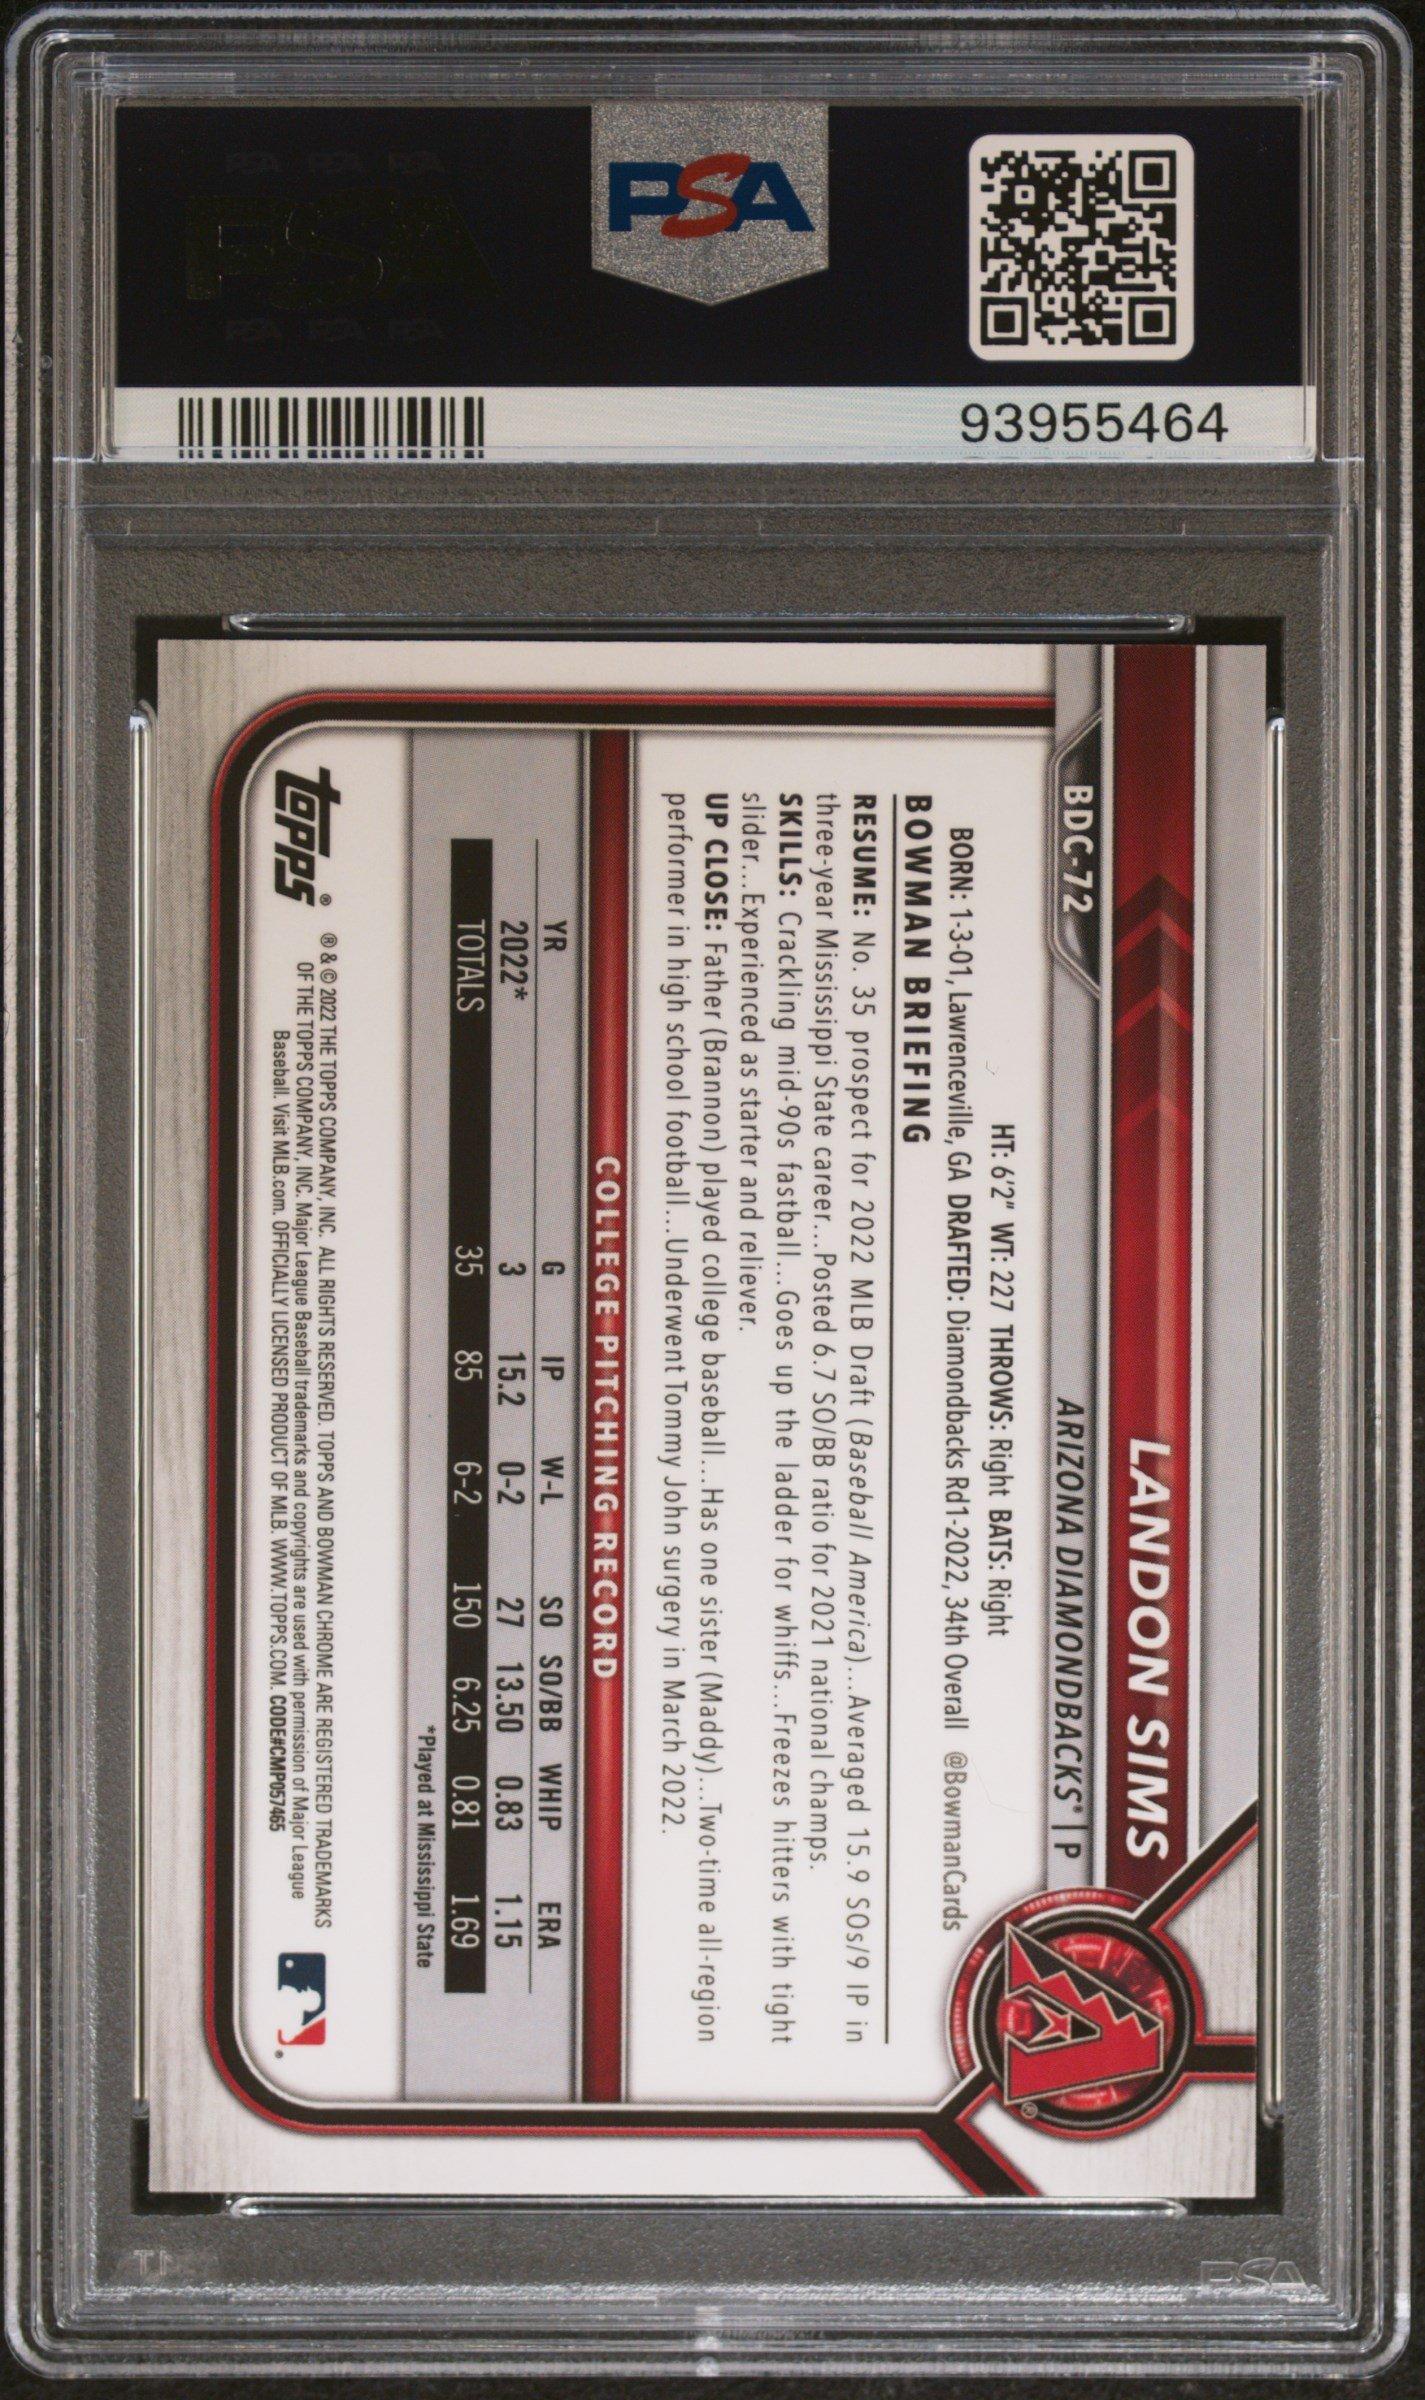 PSA
93955464
LANDON SIMS
BDC-72
ARIZONA DIAMONDBACKS® | P
HT: 6'2" WT: 227 THROWS: Right BATS: Right
BORN: 1-3-01, Lawrenceville, GA DRAFTED: Diamondbacks Rd1-2022, 34th Overall @BowmanCards
BOWMAN BRIEFING
RESUME: No. 35 prospect for 2022 MLB Draft (Baseball America)...Averaged 15.9 SOs/9 IP in
three-year Mississippi State career...Posted 6.7 SO/BB ratio for 2021 national champs.
SKILLS: Crackling mid-90s fastball...Goes up the ladder for whiffs...Freezes hitters with tight
slider...Experienced as starter and reliever.
UP CLOSE: Father (Brannon) played college baseball...Has one sister (Maddy)...Two-time all-region
performer in high school football...Underwent Tommy John surgery in March 2022.
COLLEGE PITCHING RECORD
YR G IP W-L SO SO/BB WHIP ERA
2022* 3 15.2 0-2 27 13.50 0.83 1.15
TOTALS 35 85 6-2 150 6.25 0.81 1.69
*Played at Mississippi State
topps®
® & © 2022 THE TOPPS COMPANY, INC. ALL RIGHTS RESERVED. TOPPS AND BOWMAN CHROME ARE REGISTERED TRADEMARKS
OF THE TOPPS COMPANY, INC. Major League Baseball trademarks and copyrights are used with permission of Major League
Baseball. Visit MLB.com. OFFICIALLY LICENSED PRODUCT OF MLB. WWW.TOPPS.COM. CODE#CMP057465
PSA